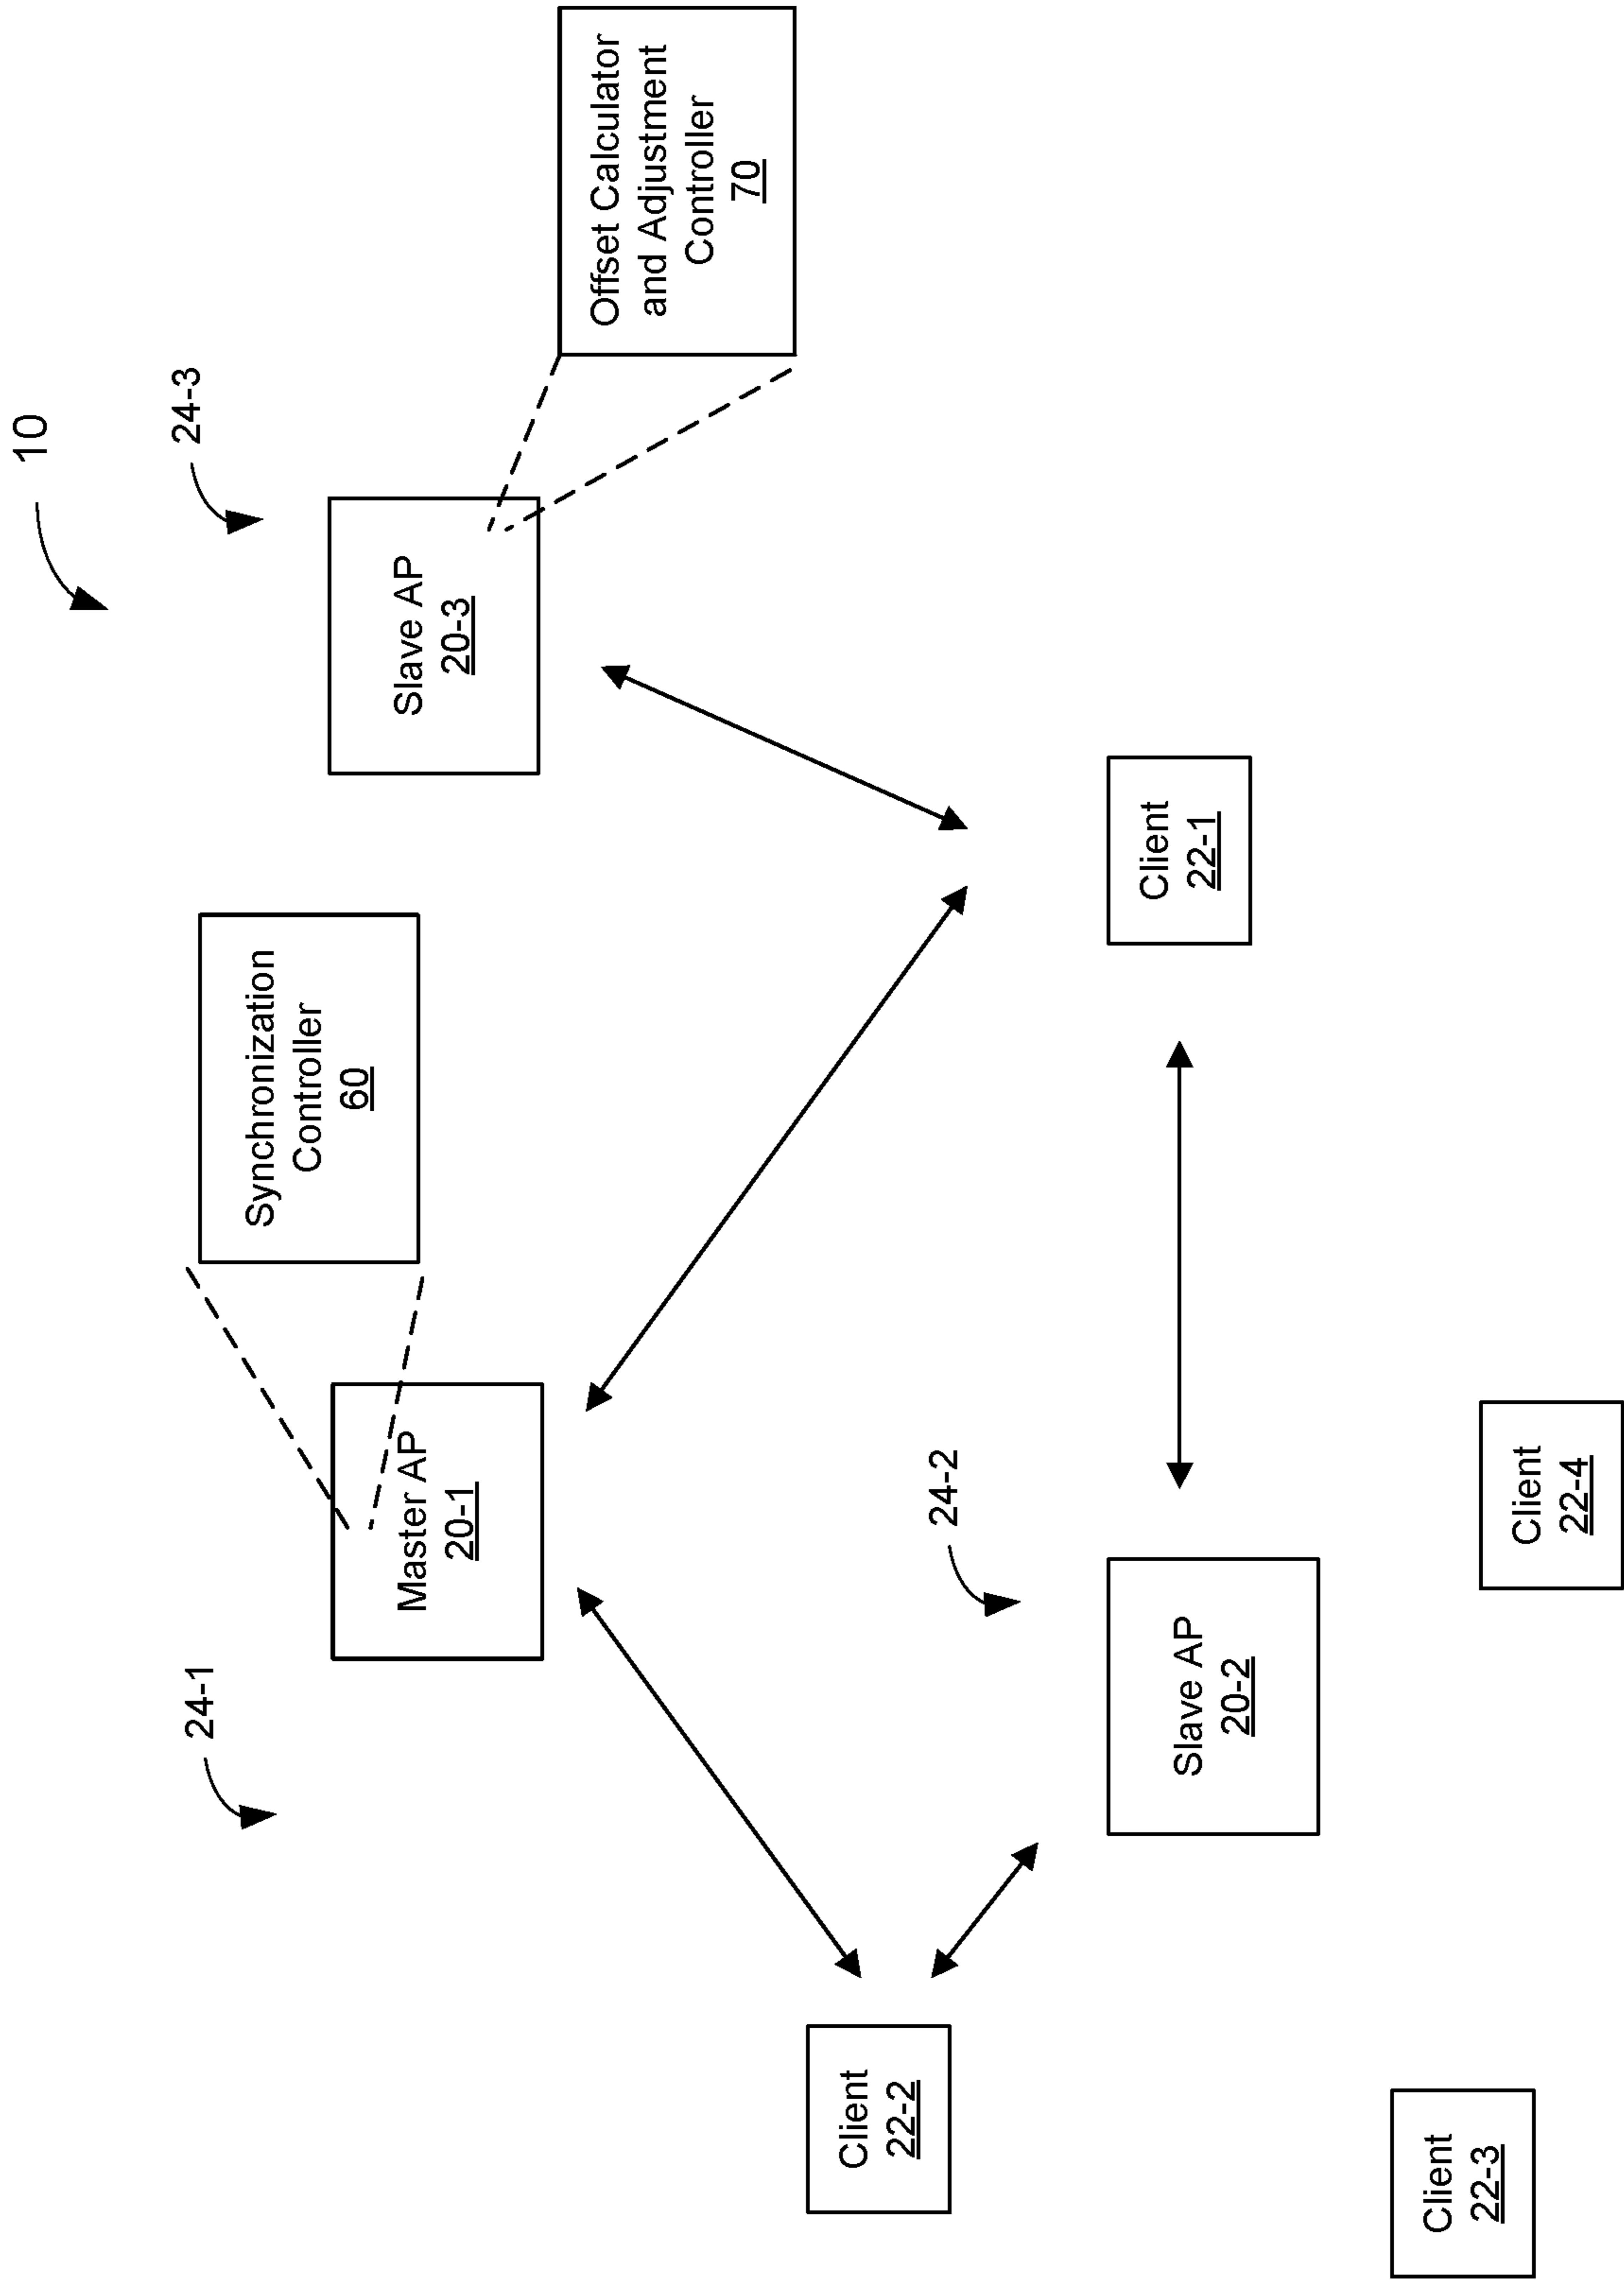 10
24-1
Synchronization
Controller
60
24-3
Master AP
20-1
Slave AP
20-3
Offset Calculator
and Adjustment
Controller
70
Client
22-2
24-2
Slave AP
20-2
Client
22-1
Client
22-3
Client
22-4